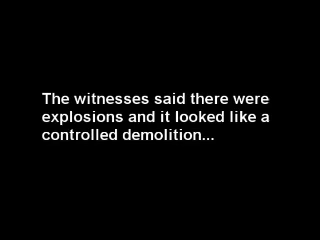 The witnesses said there were
explosions and it looked like a
controlled demolition...